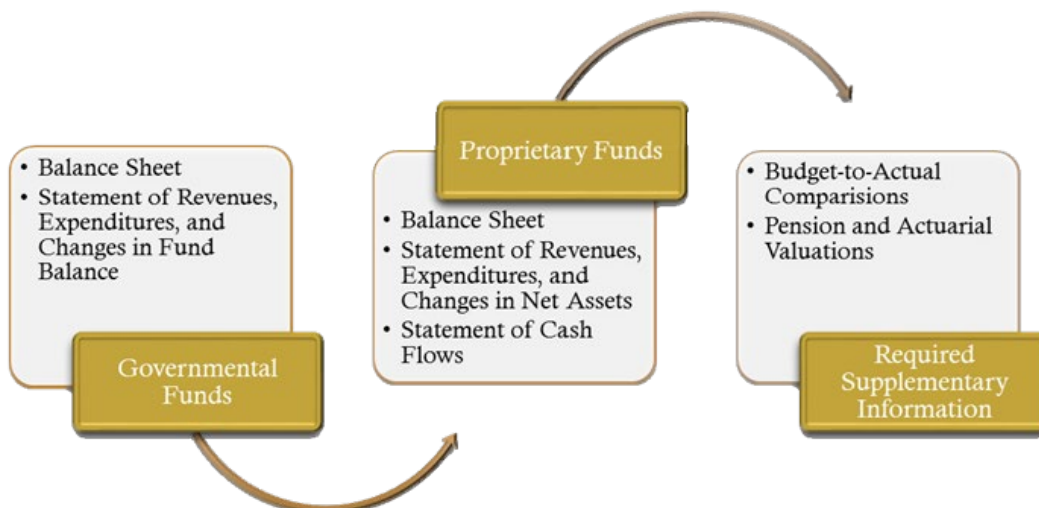 • Balance Sheet
• Statement of Revenues,
Expenditures, and
Changes in Fund
Balance
Governmental
Funds
Proprietary Funds
• Balance Sheet
• Statement of Revenues,
Expenditures, and
Changes in Net Assets
• Statement of Cash
Flows
• Budget-to-Actual
Comparisions
• Pension and Actuarial
Valuations
Required
Supplementary
Information